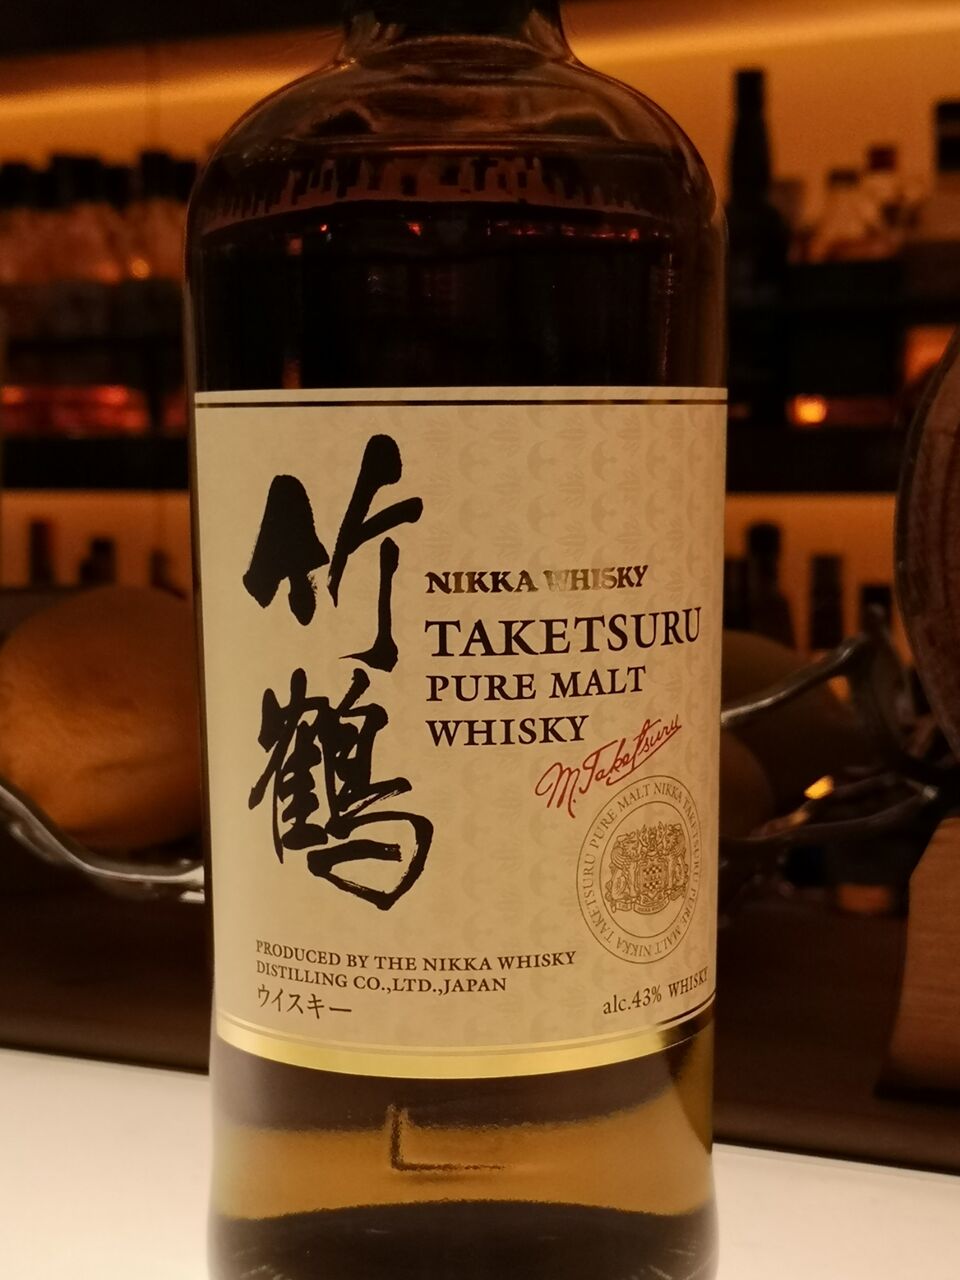 竹鶴
NIKKA WHISKY
TAKETSURU
PURE MALT
WHISKY
M. Taketsuru
NIKKA TAKETSURU PURE MALT NIKKA TAKETSURU PURE MALT
PRODUCED BY THE NIKKA WHISKY
DISTILLING CO.,LTD.,JAPAN
ウイスキー
alc.43% WHISKY